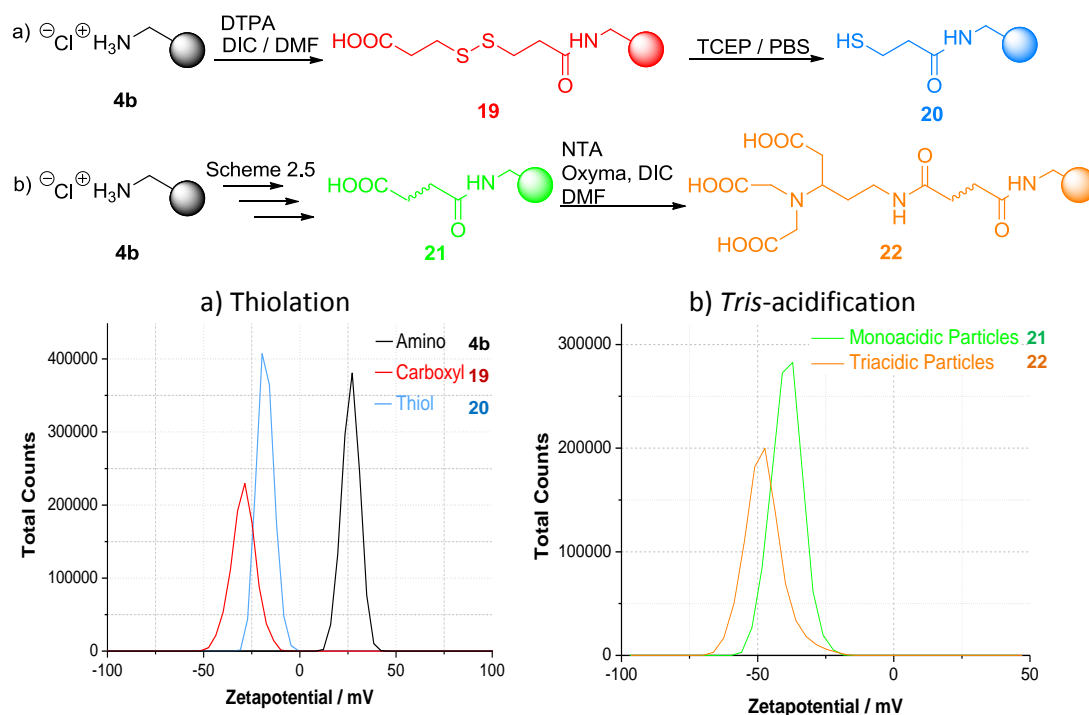 a) ⊖Cl ⊕H₃N DTPA
DIC / DMF
4b
HOOC S S HN O
19
TCEP / PBS
HS HN O
20
b) ⊖Cl ⊕H₃N Scheme 2.5
4b
HOOC HN O
21
NTA
Oxyma, DIC
DMF
HOOC
HOOC N N H O HN O
HOOC
22
a) Thiolation
Amino 4b
Carboxyl 19
Thiol 20
Total Counts
400000
300000
200000
100000
0
-100 -50 0 50 100
Zetapotential / mV
b) Tris-acidification
Monoacidic Particles 21
Triacidic Particles 22
Total Counts
300000
200000
100000
0
-100 -50 0 50
Zetapotential / mV